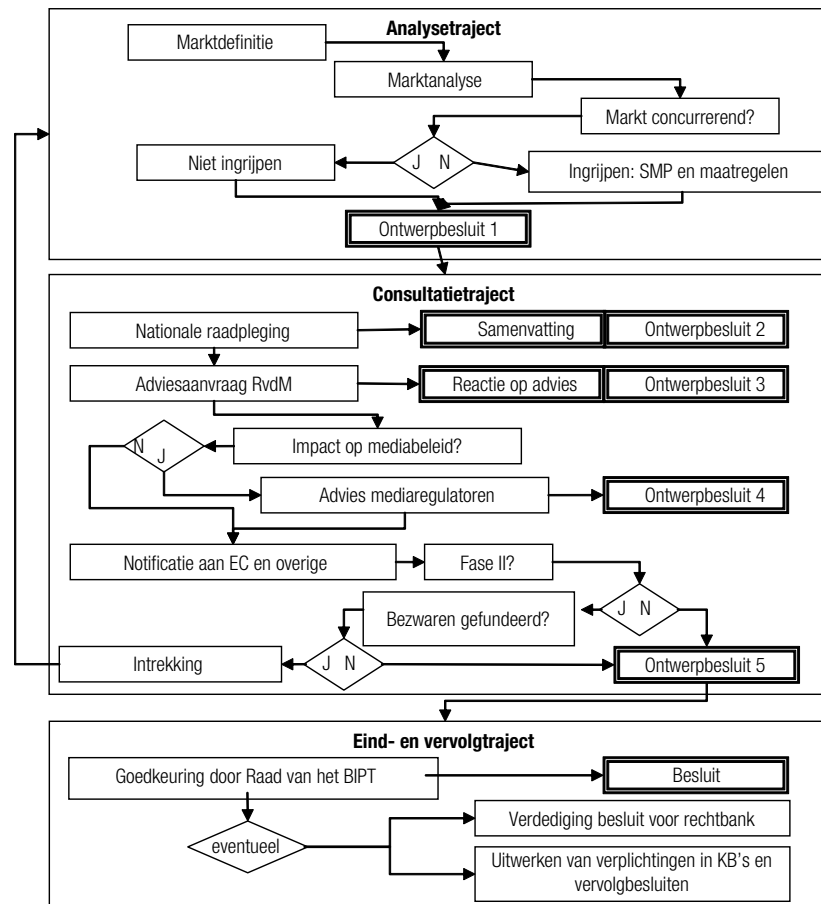 Analysetraject
Marktdefinitie
Marktanalyse
Markt concurrerend?
J N
Niet ingrijpen
Ingrijpen: SMP en maatregelen
Ontwerpbesluit 1
Consultatietraject
Nationale raadpleging
Samenvatting
Ontwerpbesluit 2
Adviesaanvraag RvdM
Reactie op advies
Ontwerpbesluit 3
Impact op mediabeleid?
N
J
Advies mediaregulatoren
Ontwerpbesluit 4
Notificatie aan EC en overige
Fase II?
J N
Bezwaren gefundeerd?
Intrekking
J N
Ontwerpbesluit 5
Eind- en vervolgtraject
Goedkeuring door Raad van het BIPT
Besluit
eventueel
Verdediging besluit voor rechtbank
Uitwerken van verplichtingen in KB's en
vervolgbesluiten